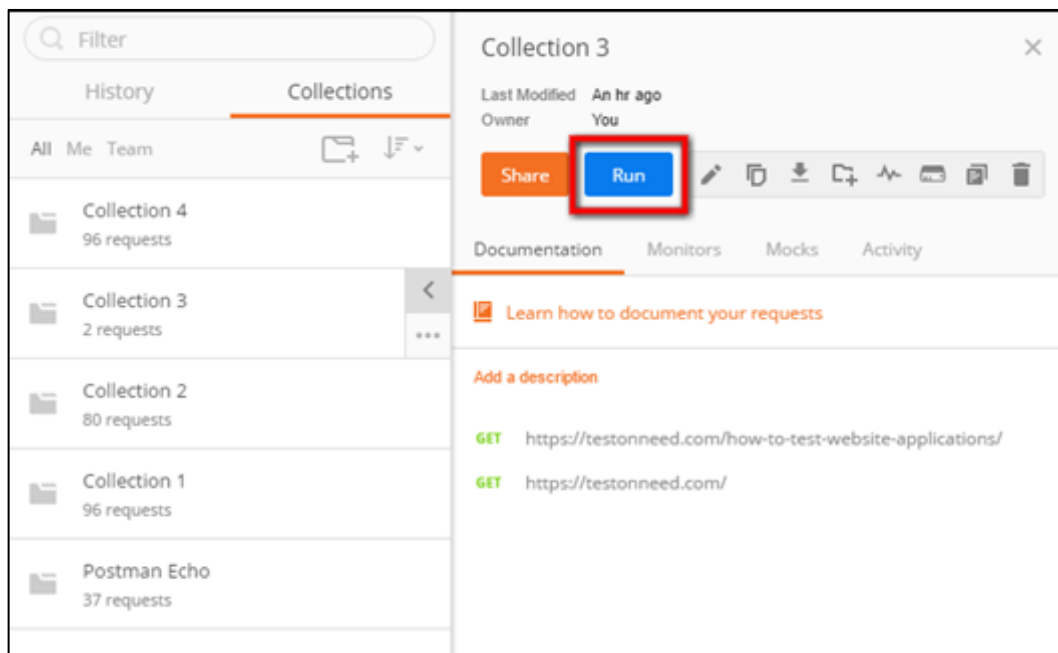 Filter
History Collections
All Me Team
Collection 4
96 requests
Collection 3
2 requests
Collection 2
80 requests
Collection 1
96 requests
Postman Echo
37 requests
Collection 3
Last Modified An hr ago
Owner You
Share Run
Documentation Monitors Mocks Activity
Learn how to document your requests
Add a description
GET https://testonneed.com/how-to-test-website-applications/
GET https://testonneed.com/